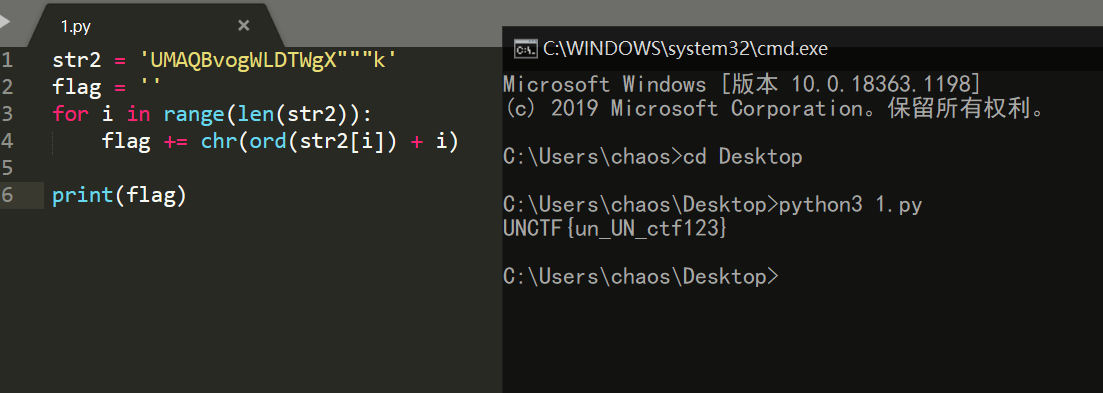 1.py ×
1 str2 = 'UMAQBvogWLDTWgX"""k'
2 flag = ''
3 for i in range(len(str2)):
4     flag += chr(ord(str2[i]) + i)
5
6 print(flag)
C:\WINDOWS\system32\cmd.exe
Microsoft Windows [版本 10.0.18363.1198]
(c) 2019 Microsoft Corporation。保留所有权利。
C:\Users\chaos>cd Desktop
C:\Users\chaos\Desktop>python3 1.py
UNCTF{un_UN_ctf123}
C:\Users\chaos\Desktop>